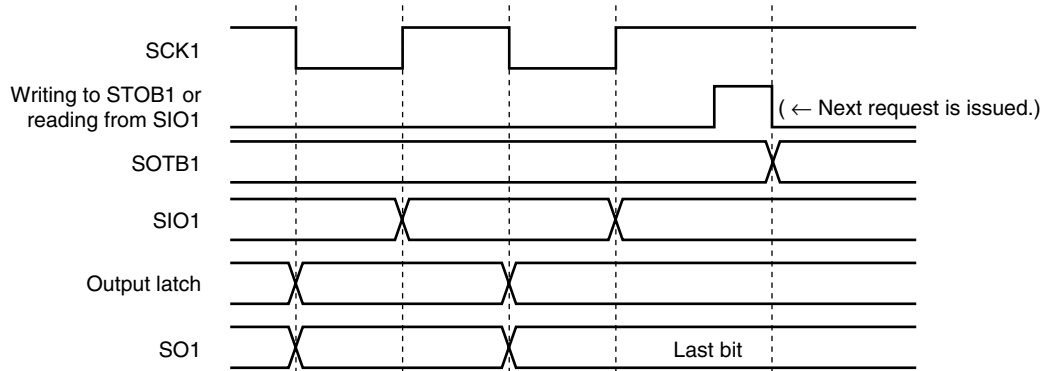 SCK1
Writing to STOB1 or
reading from SIO1
( ← Next request is issued.)
SOTB1
SIO1
Output latch
SO1
Last bit